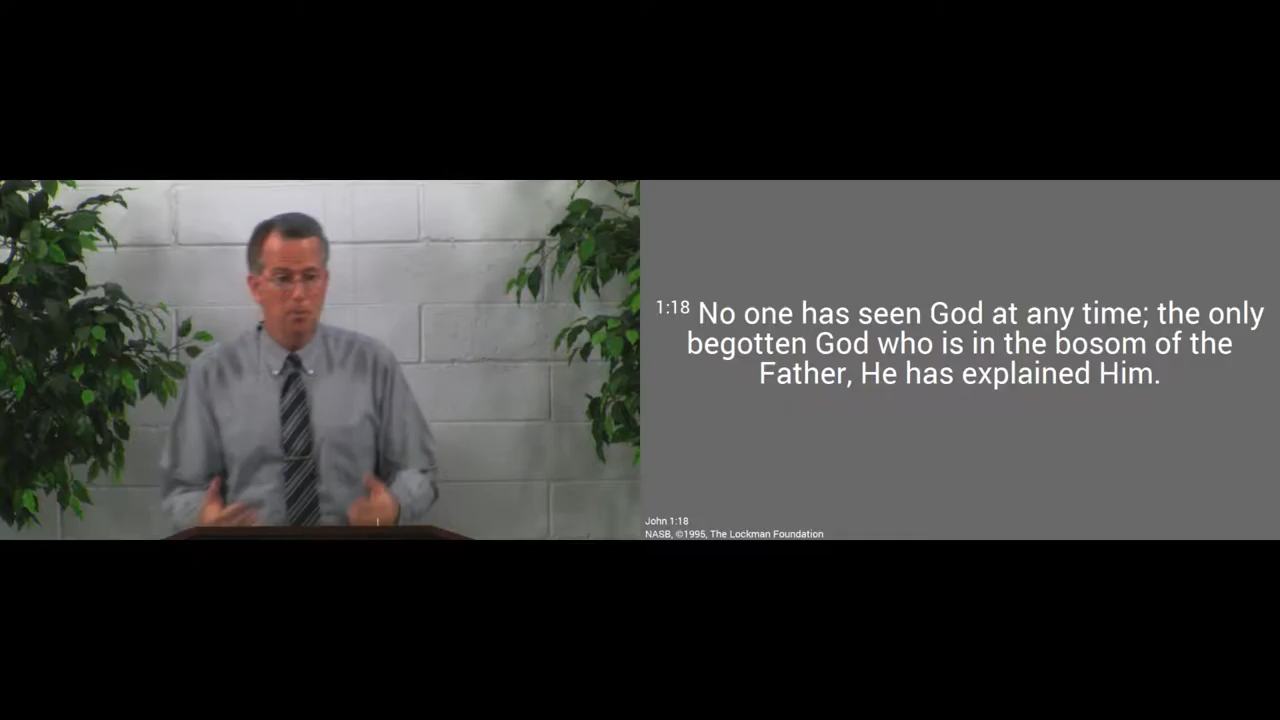 1:18 No one has seen God at any time; the only
begotten God who is in the bosom of the
Father, He has explained Him.
John 1:18
NASB, ©1995, The Lockman Foundation